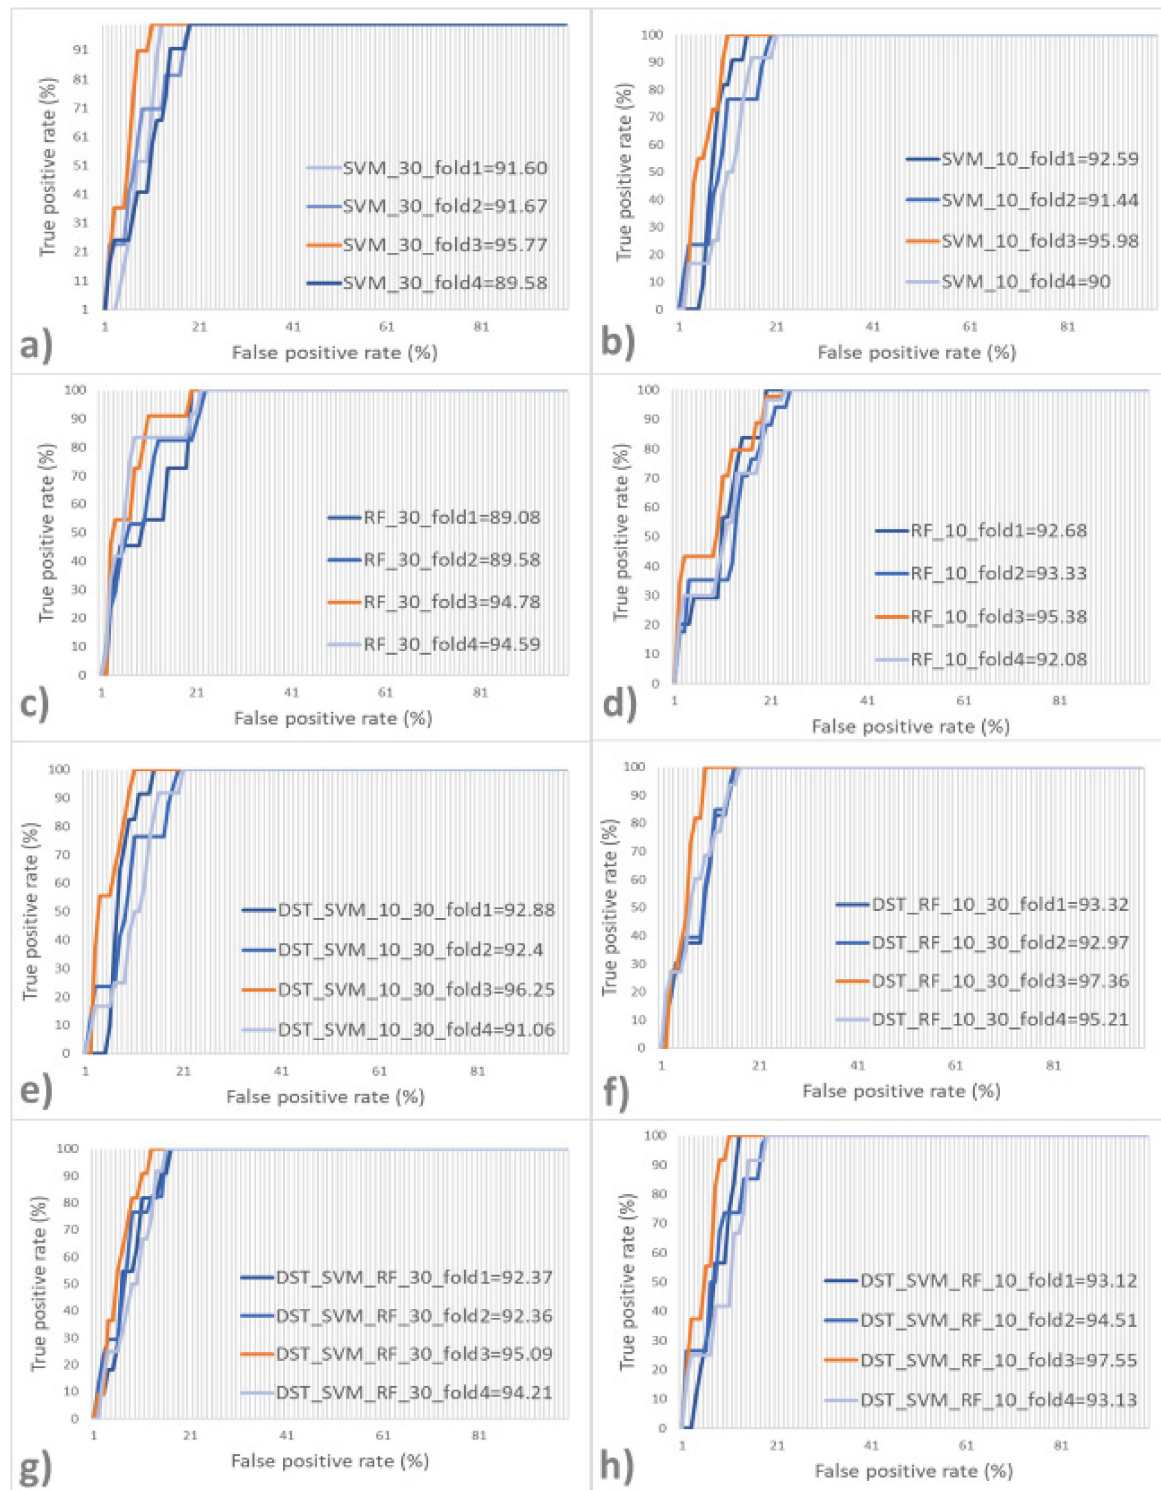 True positive rate (%)
91
81
71
61
51
41
31
21
11
1
SVM_30_fold1=91.60
SVM_30_fold2=91.67
SVM_30_fold3=95.77
SVM_30_fold4=89.58
1 21 41 61 81
False positive rate (%)
a)
True positive rate (%)
100
90
80
70
60
50
40
30
20
10
0
SVM_10_fold1=92.59
SVM_10_fold2=91.44
SVM_10_fold3=95.98
SVM_10_fold4=90
1 21 41 61 81
False positive rate (%)
b)
True positive rate (%)
100
90
80
70
60
50
40
30
20
10
0
RF_30_fold1=89.08
RF_30_fold2=89.58
RF_30_fold3=94.78
RF_30_fold4=94.59
1 21 41 61 81
False positive rate (%)
c)
True positive rate (%)
100
90
80
70
60
50
40
30
20
10
0
RF_10_fold1=92.68
RF_10_fold2=93.33
RF_10_fold3=95.38
RF_10_fold4=92.08
1 21 41 61 81
False positive rate (%)
d)
True positive rate (%)
100
90
80
70
60
50
40
30
20
10
0
DST_SVM_10_30_fold1=92.88
DST_SVM_10_30_fold2=92.4
DST_SVM_10_30_fold3=96.25
DST_SVM_10_30_fold4=91.06
1 21 41 61 81
False positive rate (%)
e)
True positive rate (%)
100
90
80
70
60
50
40
30
20
10
0
DST_RF_10_30_fold1=93.32
DST_RF_10_30_fold2=92.97
DST_RF_10_30_fold3=97.36
DST_RF_10_30_fold4=95.21
1 21 41 61 81
False positive rate (%)
f)
True positive rate (%)
100
90
80
70
60
50
40
30
20
10
0
DST_SVM_RF_30_fold1=92.37
DST_SVM_RF_30_fold2=92.36
DST_SVM_RF_30_fold3=95.09
DST_SVM_RF_30_fold4=94.21
1 21 41 61 81
False positive rate (%)
g)
True positive rate (%)
100
90
80
70
60
50
40
30
20
10
0
DST_SVM_RF_10_fold1=93.12
DST_SVM_RF_10_fold2=94.51
DST_SVM_RF_10_fold3=97.55
DST_SVM_RF_10_fold4=93.13
1 21 41 61 81
False positive rate (%)
h)